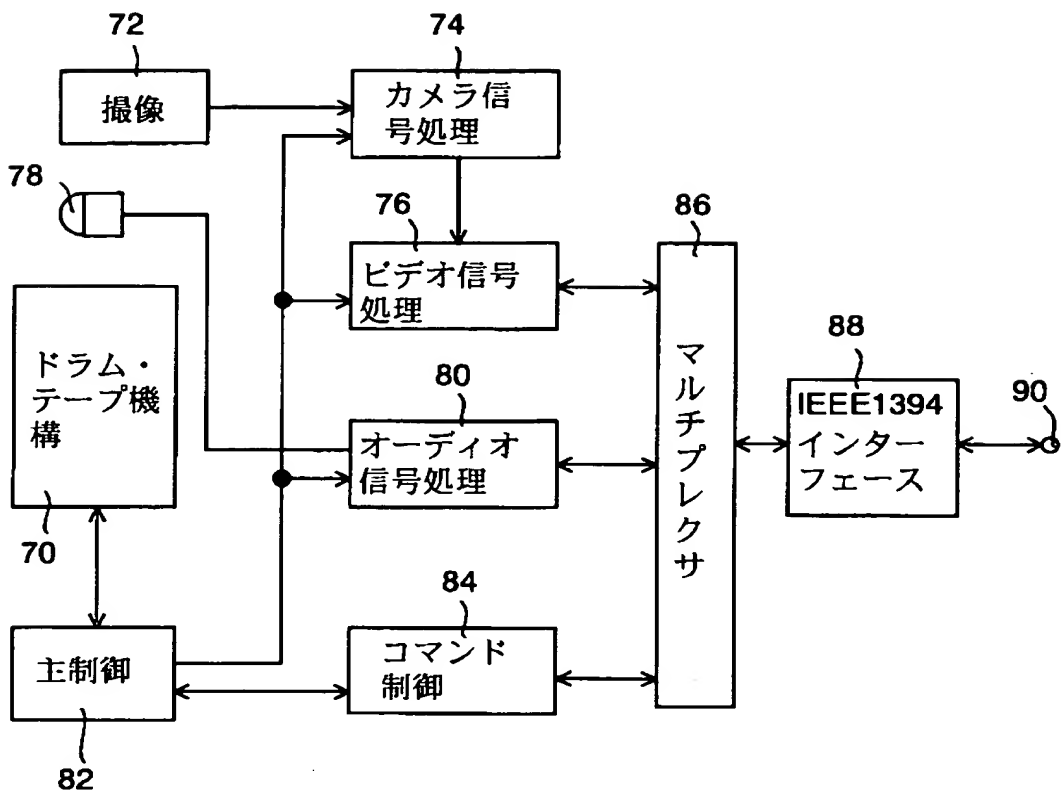 72
撮像
74
カメラ信
号処理
78
76
ビデオ信号
処理
86
マルチプレクサ
ドラム・
テープ機
構
70
80
オーディオ
信号処理
88
IEEE1394
インター
フェース
90
84
コマンド
制御
主制御
82